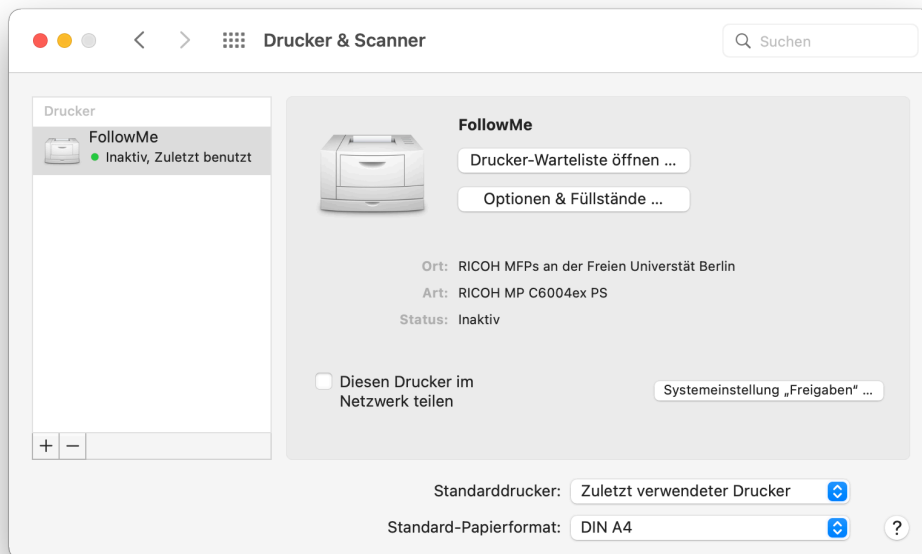 Drucker & Scanner
Suchen
Drucker
FollowMe
Inaktiv, Zuletzt benutzt
FollowMe
Drucker-Warteliste öffnen ...
Optionen & Füllstände ...
Ort: RICOH MFPs an der Freien Universtät Berlin
Art: RICOH MP C6004ex PS
Status: Inaktiv
Diesen Drucker im
Netzwerk teilen
Systemeinstellung „Freigaben“ ...
+ −
Standarddrucker: Zuletzt verwendeter Drucker
Standard-Papierformat: DIN A4
?